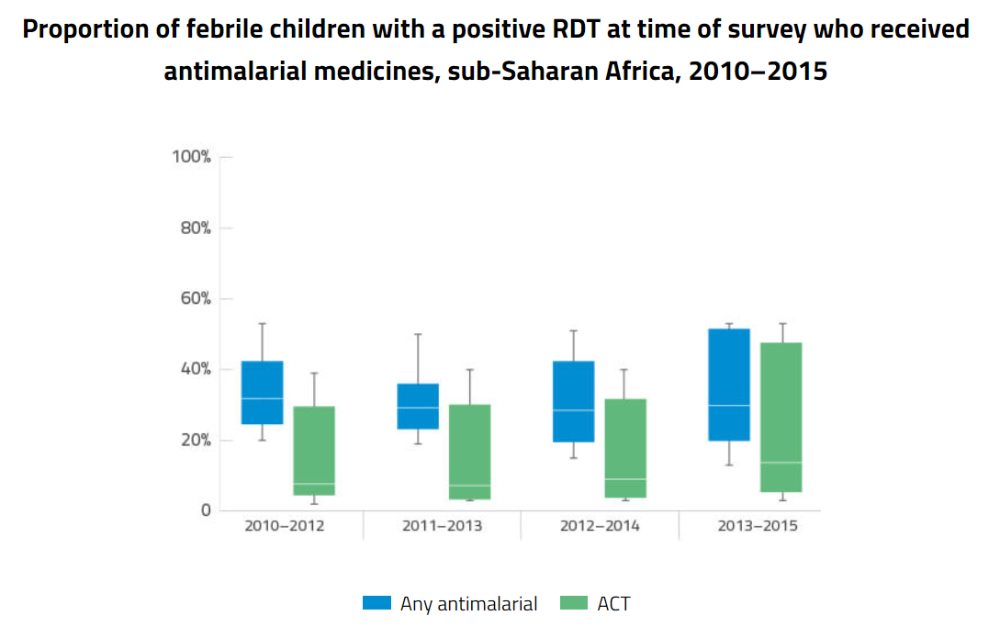 Proportion of febrile children with a positive RDT at time of survey who received
antimalarial medicines, sub-Saharan Africa, 2010–2015
100%
80%
60%
40%
20%
0
2010–2012 2011–2013 2012–2014 2013–2015
Any antimalarial ACT